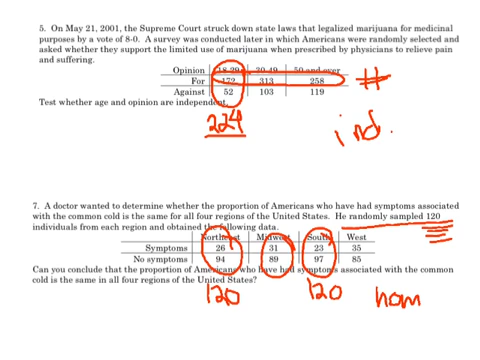 5. On May 21, 2001, the Supreme Court struck down state laws that legalized marijuana for medicinal
purposes by a vote of 8-0. A survey was conducted later in which Americans were randomly selected and
asked whether they support the limited use of marijuana when prescribed by physicians to relieve pain
and suffering.
Opinion 18-29 30-49 50 and over
For 172 313 258
Against 52 103 119
Test whether age and opinion are independent.
224
#
ind.
7. A doctor wanted to determine whether the proportion of Americans who have had symptoms associated
with the common cold is the same for all four regions of the United States. He randomly sampled 120
individuals from each region and obtained the following data.
Northeast Midwest South West
Symptoms 26 31 23 35
No symptoms 94 89 97 85
Can you conclude that the proportion of Americans who have had symptoms associated with the common
cold is the same in all four regions of the United States?
120 120 hom